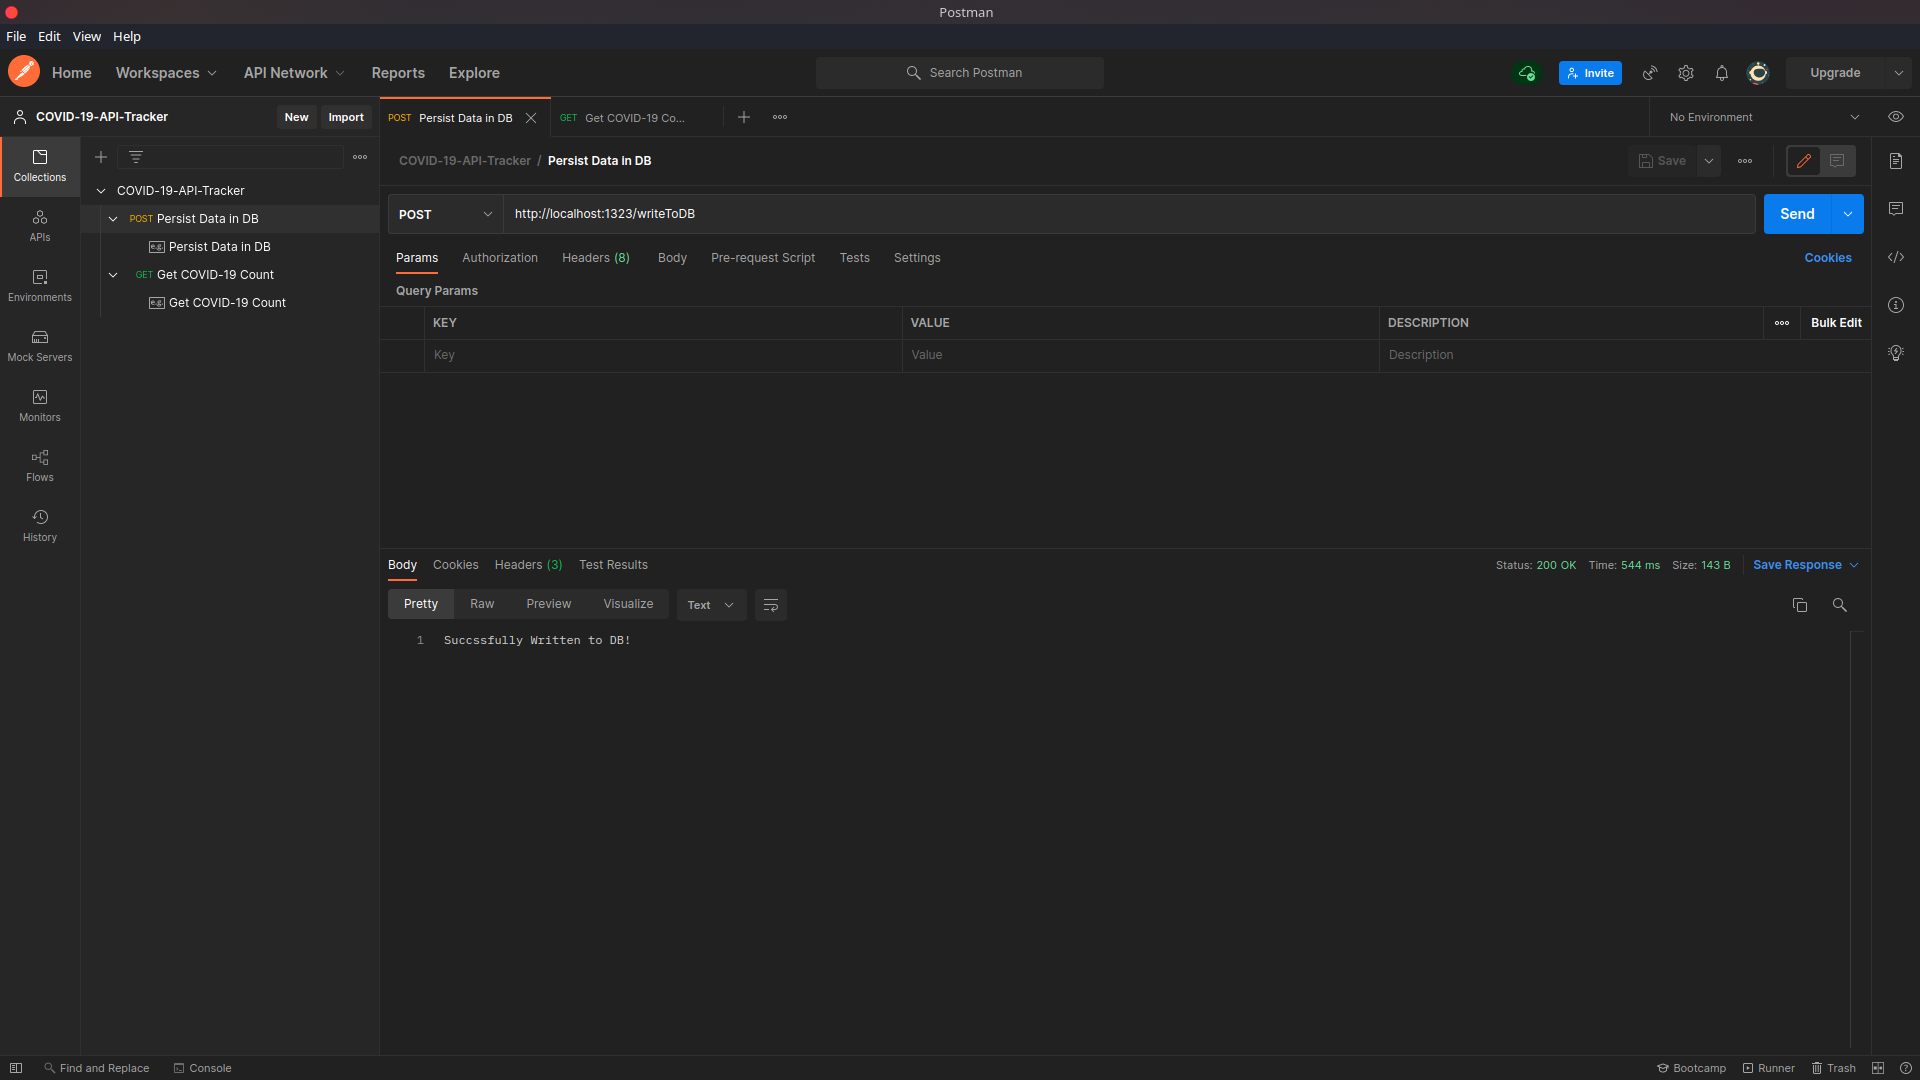 Postman
File Edit View Help
Home Workspaces API Network Reports Explore Search Postman Invite Upgrade
COVID-19-API-Tracker New Import POST Persist Data in DB GET Get COVID-19 Co... No Environment
COVID-19-API-Tracker / Persist Data in DB Save
Collections
COVID-19-API-Tracker
POST Persist Data in DB
Persist Data in DB
GET Get COVID-19 Count
Get COVID-19 Count
APIs
Environments
Mock Servers
Monitors
Flows
History
POST http://localhost:1323/writeToDB Send
Params Authorization Headers (8) Body Pre-request Script Tests Settings Cookies
Query Params
KEY VALUE DESCRIPTION Bulk Edit
Key Value Description
Body Cookies Headers (3) Test Results Status: 200 OK Time: 544 ms Size: 143 B Save Response
Pretty Raw Preview Visualize Text
1 Succssfully Written to DB!
Find and Replace Console Bootcamp Runner Trash